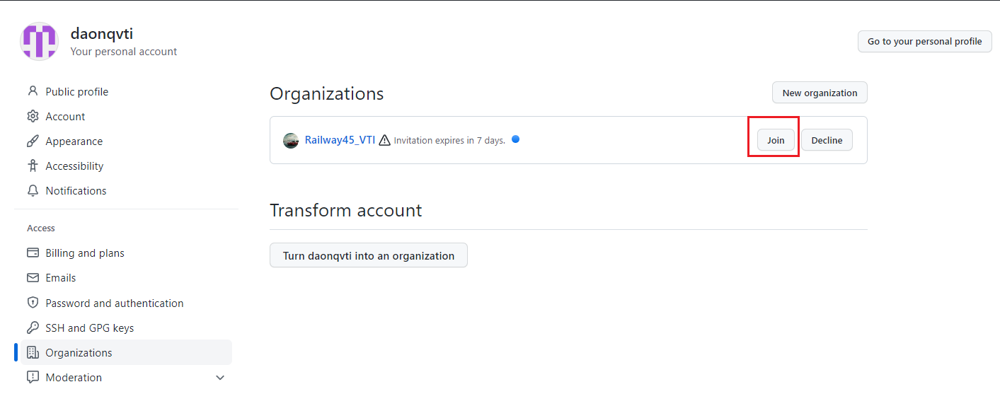 daonqvti
Your personal account
Go to your personal profile
Public profile
Account
Appearance
Accessibility
Notifications
Access
Billing and plans
Emails
Password and authentication
SSH and GPG keys
Organizations
Moderation
Organizations
New organization
Railway45_VTI Invitation expires in 7 days.
Join
Decline
Transform account
Turn daonqvti into an organization